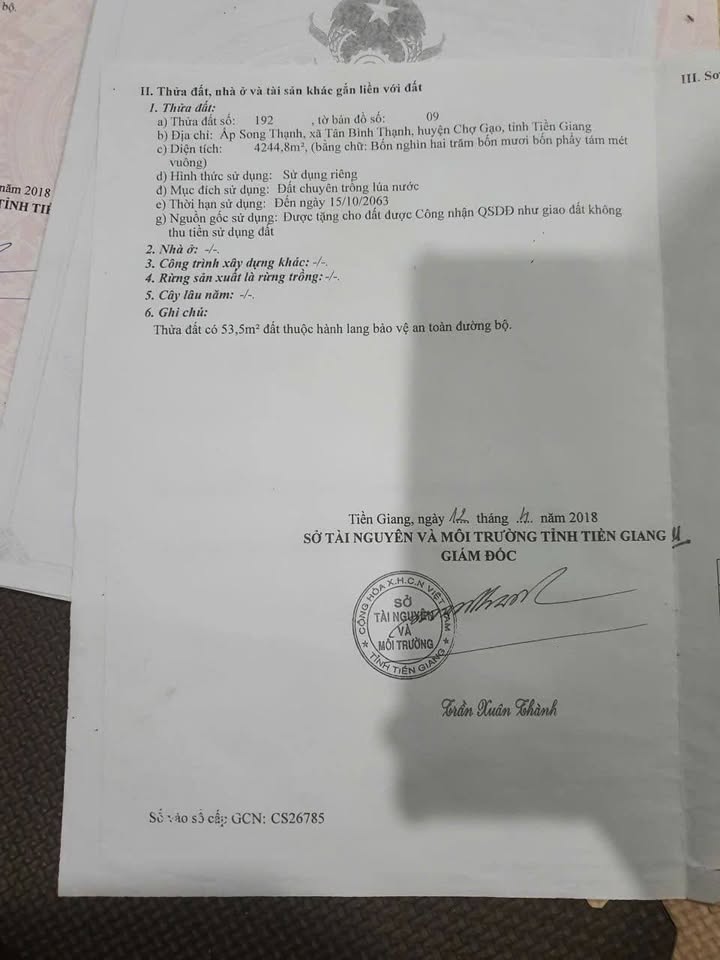 bộ.
III. Sơ
II. Thửa đất, nhà ở và tài sản khác gắn liền với đất
1. Thửa đất:
a) Thửa đất số: 192 , tờ bản đồ số: 09
b) Địa chỉ: Ấp Song Thạnh, xã Tân Bình Thạnh, huyện Chợ Gạo, tỉnh Tiền Giang
c) Diện tích: 4244,8m², (bằng chữ: Bốn nghìn hai trăm bốn mươi bốn phẩy tám mét
vuông)
d) Hình thức sử dụng: Sử dụng riêng
đ) Mục đích sử dụng: Đất chuyên trồng lúa nước
e) Thời hạn sử dụng: Đến ngày 15/10/2063
g) Nguồn gốc sử dụng: Được tặng cho đất được Công nhận QSDĐ như giao đất không
thu tiền sử dụng đất
2. Nhà ở: -/-.
3. Công trình xây dựng khác: -/-.
4. Rừng sản xuất là rừng trồng: -/-.
5. Cây lâu năm: -/-.
6. Ghi chú:
Thửa đất có 53,5m² đất thuộc hành lang bảo vệ an toàn đường bộ.
năm 2018
TỈNH TIỀ
Tiền Giang, ngày 12 tháng năm 2018
SỞ TÀI NGUYÊN VÀ MÔI TRƯỜNG TỈNH TIỀN GIANG
GIÁM ĐỐC
CỘNG HÒA X.H.C.N VIỆT NAM
SỞ
TÀI NGUYÊN
VÀ
MÔI TRƯỜNG
TỈNH TIỀN GIANG
Trần Xuân Thành
Số vào sổ cấp GCN: CS26785